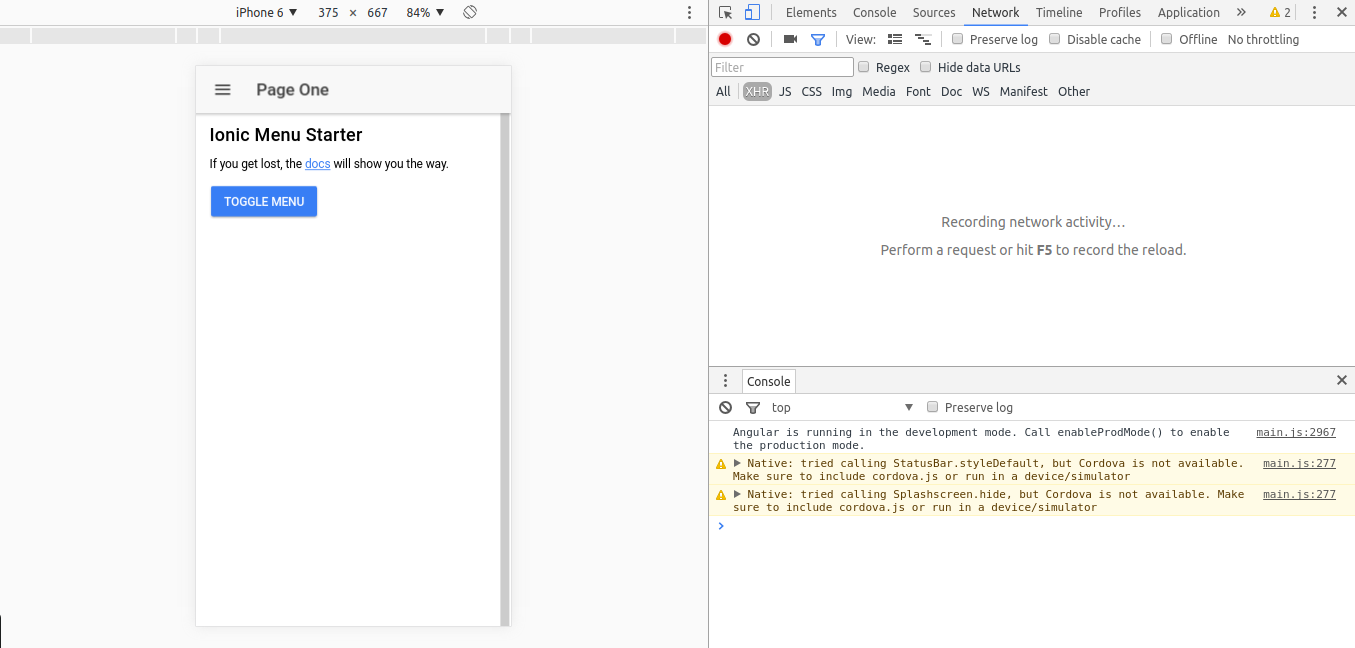 iPhone 6 ▼ 375 × 667 84% ▼
Page One
Ionic Menu Starter
If you get lost, the docs will show you the way.
TOGGLE MENU
Elements Console Sources Network Timeline Profiles Application » 2
View: Preserve log Disable cache Offline No throttling
Filter Regex Hide data URLs
All XHR JS CSS Img Media Font Doc WS Manifest Other
Recording network activity…
Perform a request or hit F5 to record the reload.
Console
top ▼ Preserve log
Angular is running in the development mode. Call enableProdMode() to enable main.js:2967
the production mode.
Native: tried calling StatusBar.styleDefault, but Cordova is not available. main.js:277
Make sure to include cordova.js or run in a device/simulator
Native: tried calling Splashscreen.hide, but Cordova is not available. Make main.js:277
sure to include cordova.js or run in a device/simulator